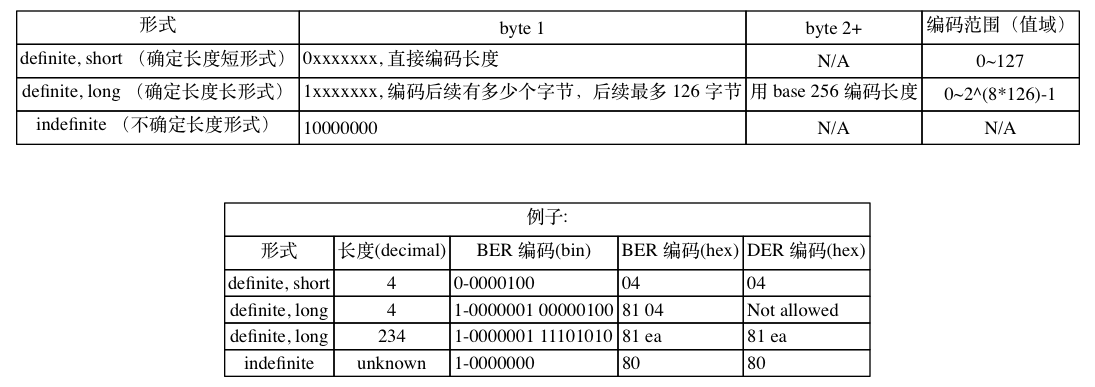 形式 byte 1 byte 2+ 编码范围（值域）
definite, short （确定长度短形式） 0xxxxxxx, 直接编码长度 N/A 0~127
definite, long （确定长度长形式） 1xxxxxxx, 编码后续有多少个字节，后续最多 126 字节 用 base 256 编码长度 0~2^(8*126)-1
indefinite （不确定长度形式） 10000000 N/A N/A
例子:
形式 长度(decimal) BER 编码(bin) BER 编码(hex) DER 编码(hex)
definite, short 4 0-0000100 04 04
definite, long 4 1-0000001 00000100 81 04 Not allowed
definite, long 234 1-0000001 11101010 81 ea 81 ea
indefinite unknown 1-0000000 80 80